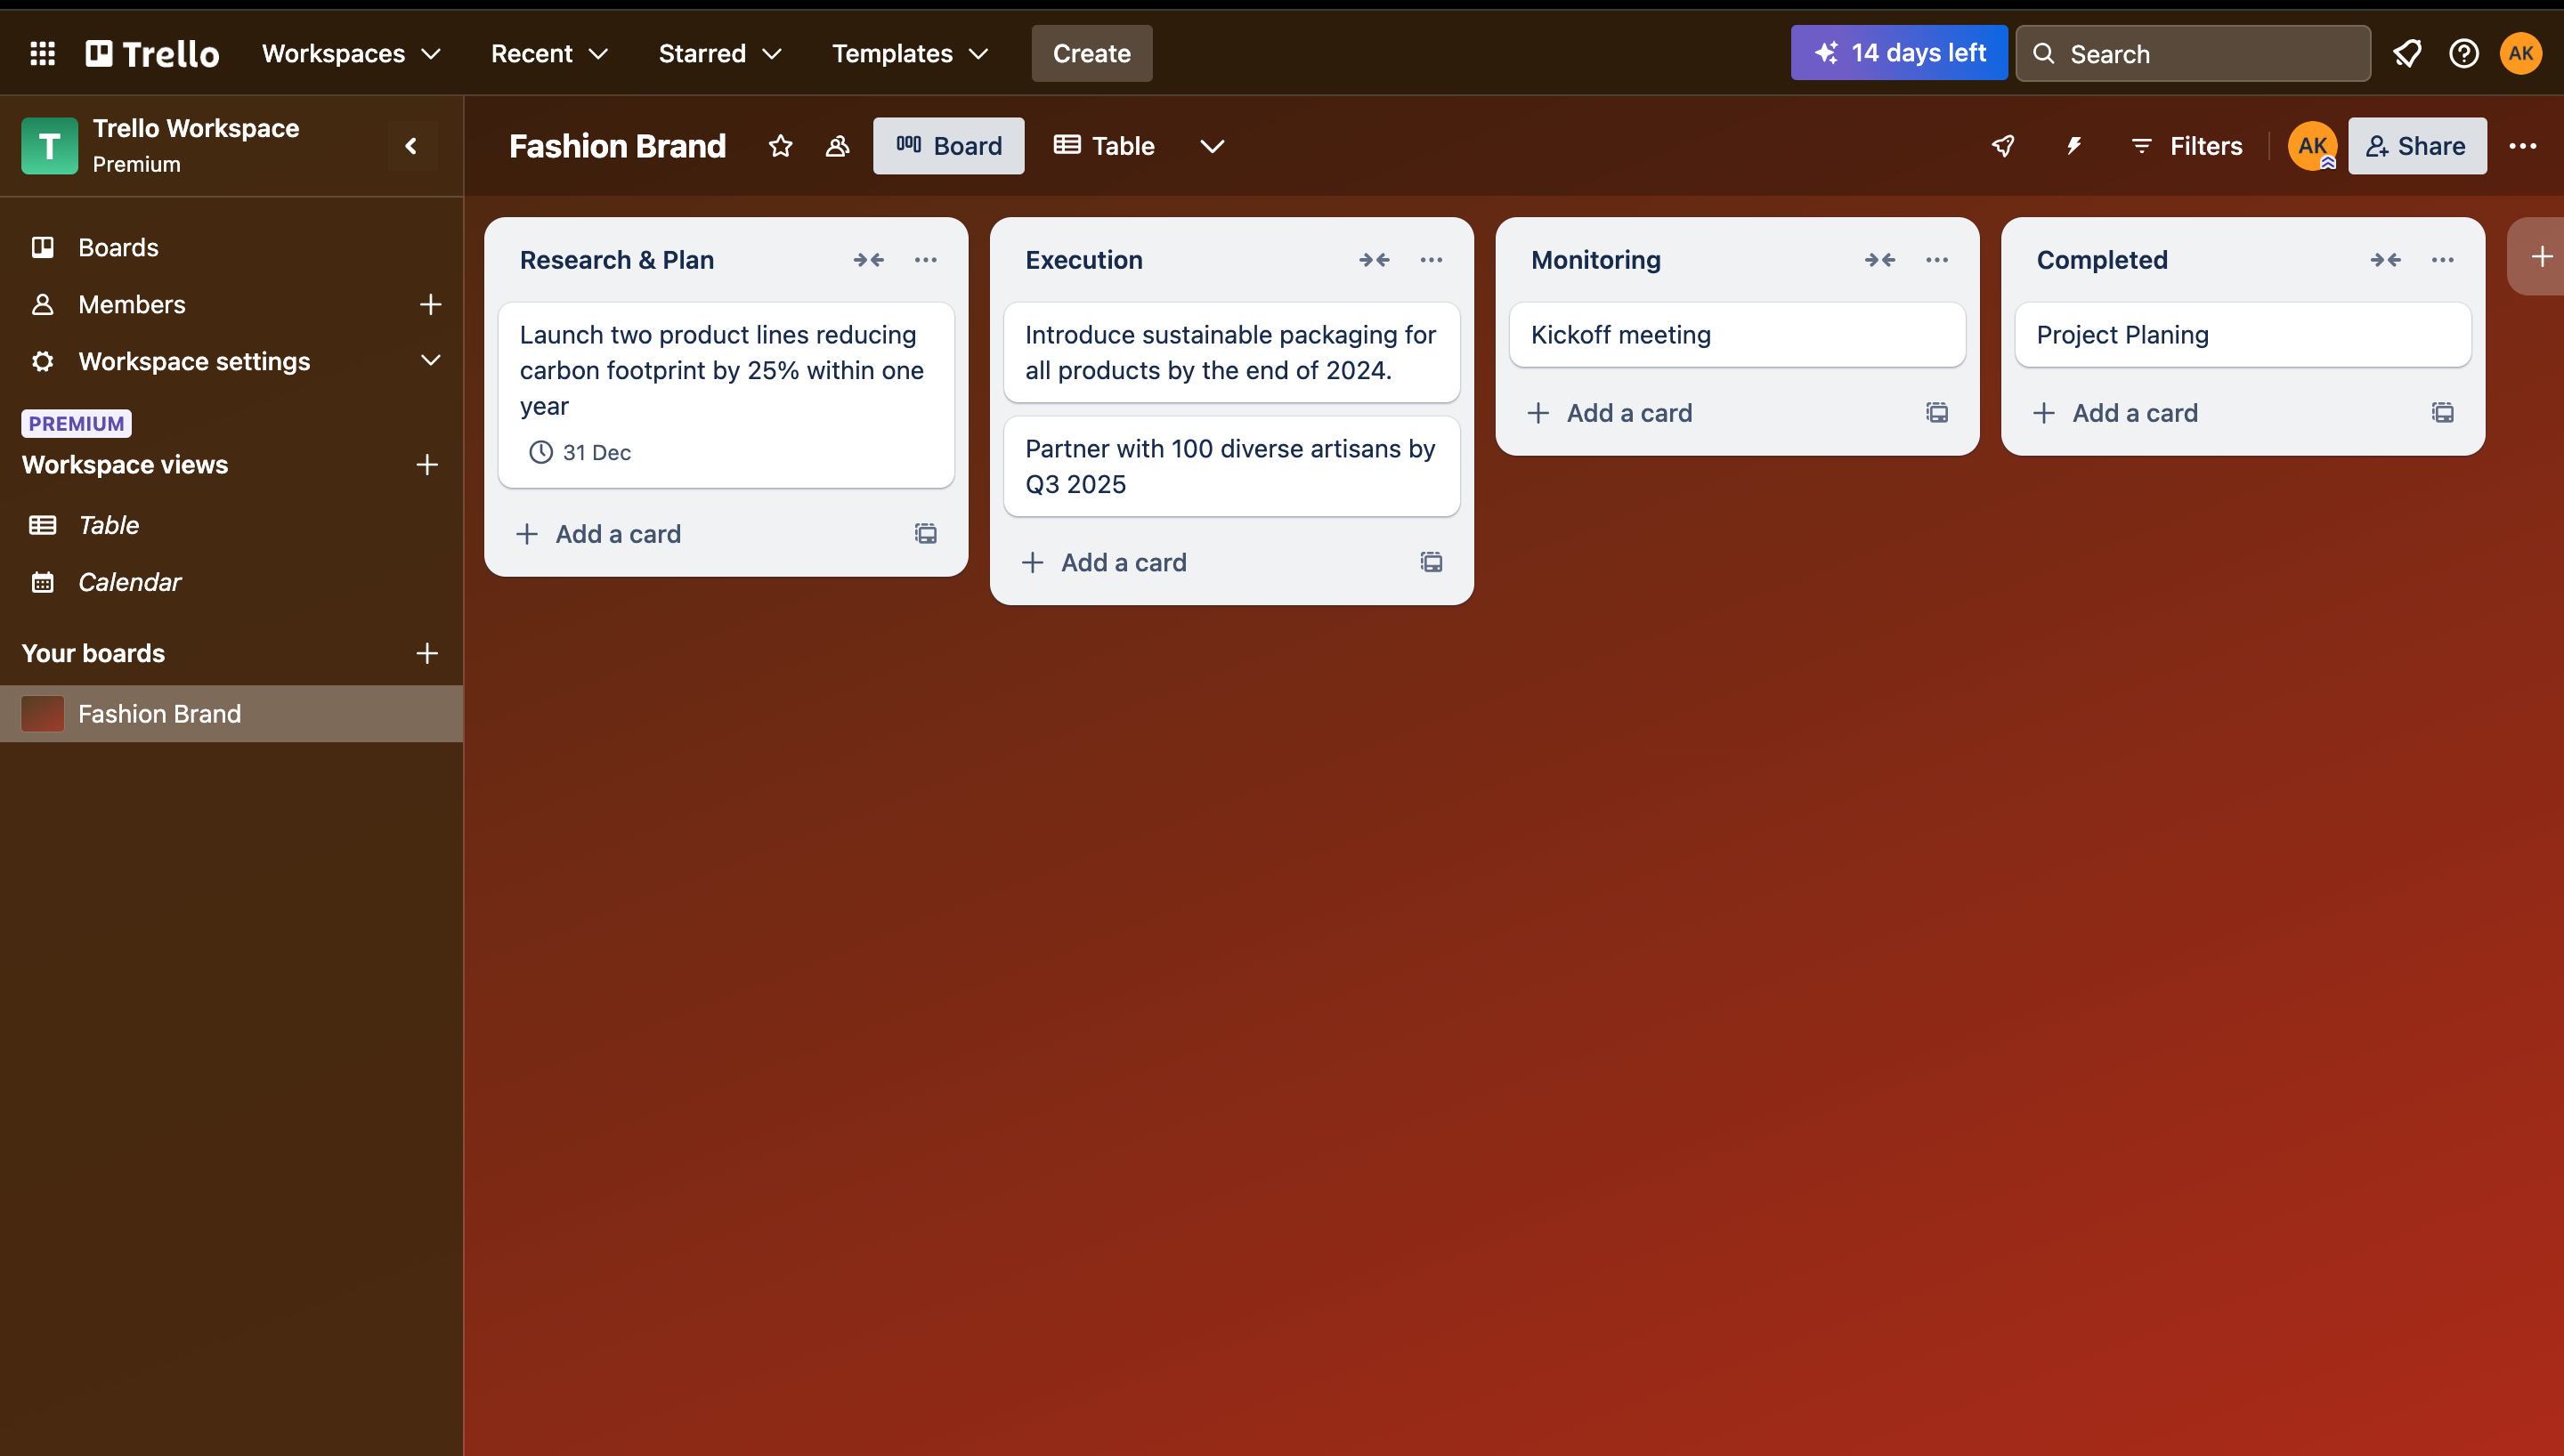 Trello
Workspaces
Recent
Starred
Templates
Create
14 days left
Search
AK
T
Trello Workspace
Premium
Boards
Members
Workspace settings
PREMIUM
Workspace views
Table
Calendar
Your boards
Fashion Brand
Fashion Brand
Board
Table
Filters
AK
Share
Research & Plan
Launch two product lines reducing
carbon footprint by 25% within one
year
31 Dec
Add a card
Execution
Introduce sustainable packaging for
all products by the end of 2024.
Partner with 100 diverse artisans by
Q3 2025
Add a card
Monitoring
Kickoff meeting
Add a card
Completed
Project Planing
Add a card